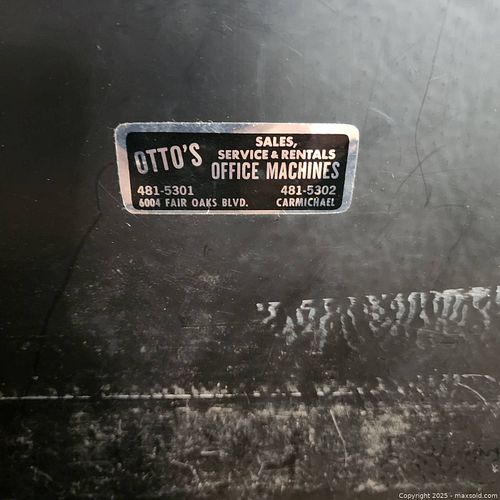 OTTO'S
SALES,
SERVICE & RENTALS
OFFICE MACHINES
481-5301 481-5302
6004 FAIR OAKS BLVD. CARMICHAEL
Copyright 2025 - maxsold.com